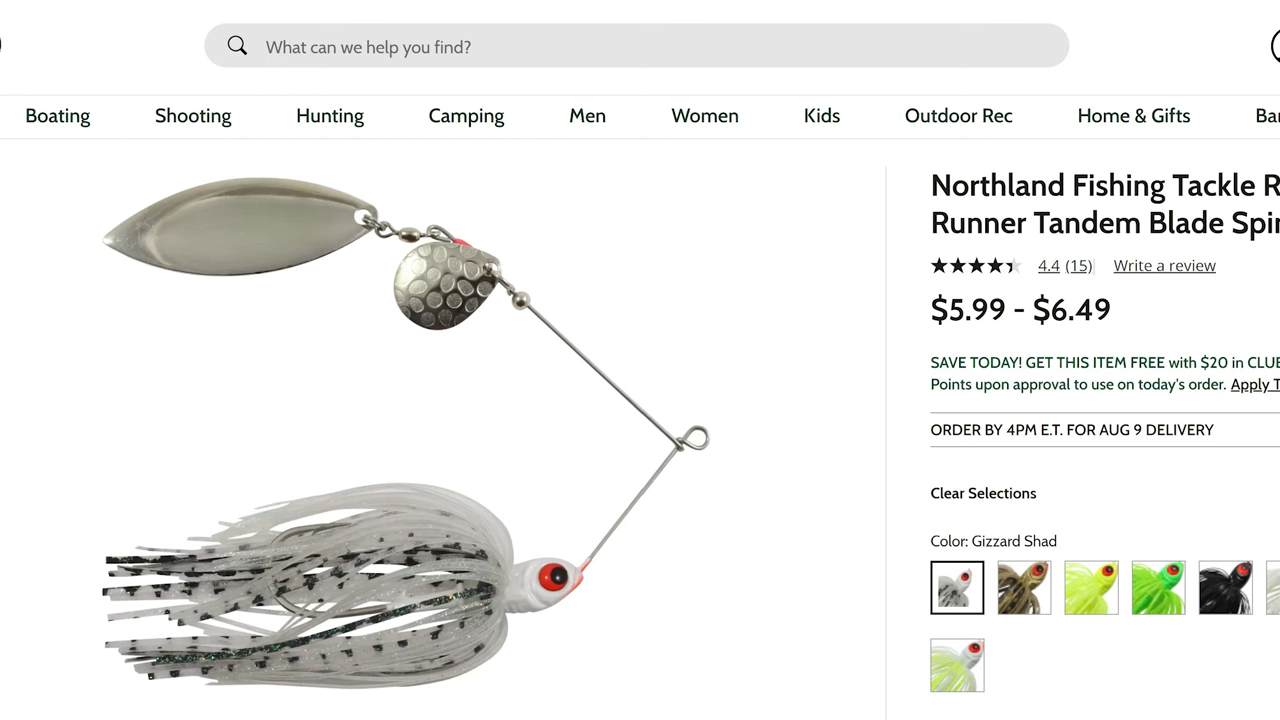 What can we help you find?
Boating Shooting Hunting Camping Men Women Kids Outdoor Rec Home & Gifts
Northland Fishing Tackle
Runner Tandem Blade
4.4 (15) Write a review
$5.99 - $6.49
SAVE TODAY! GET THIS ITEM FREE with $20 in
Points upon approval to use on today's order. Apply
ORDER BY 4PM E.T. FOR AUG 9 DELIVERY
Clear Selections
Color: Gizzard Shad